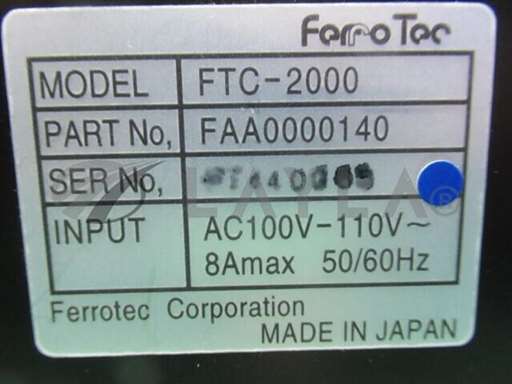 FerroTec
MODEL FTC-2000
PART No, FAA0000140
SER No,
INPUT AC100V-110V~
8Amax 50/60Hz
Ferrotec Corporation
MADE IN JAPAN